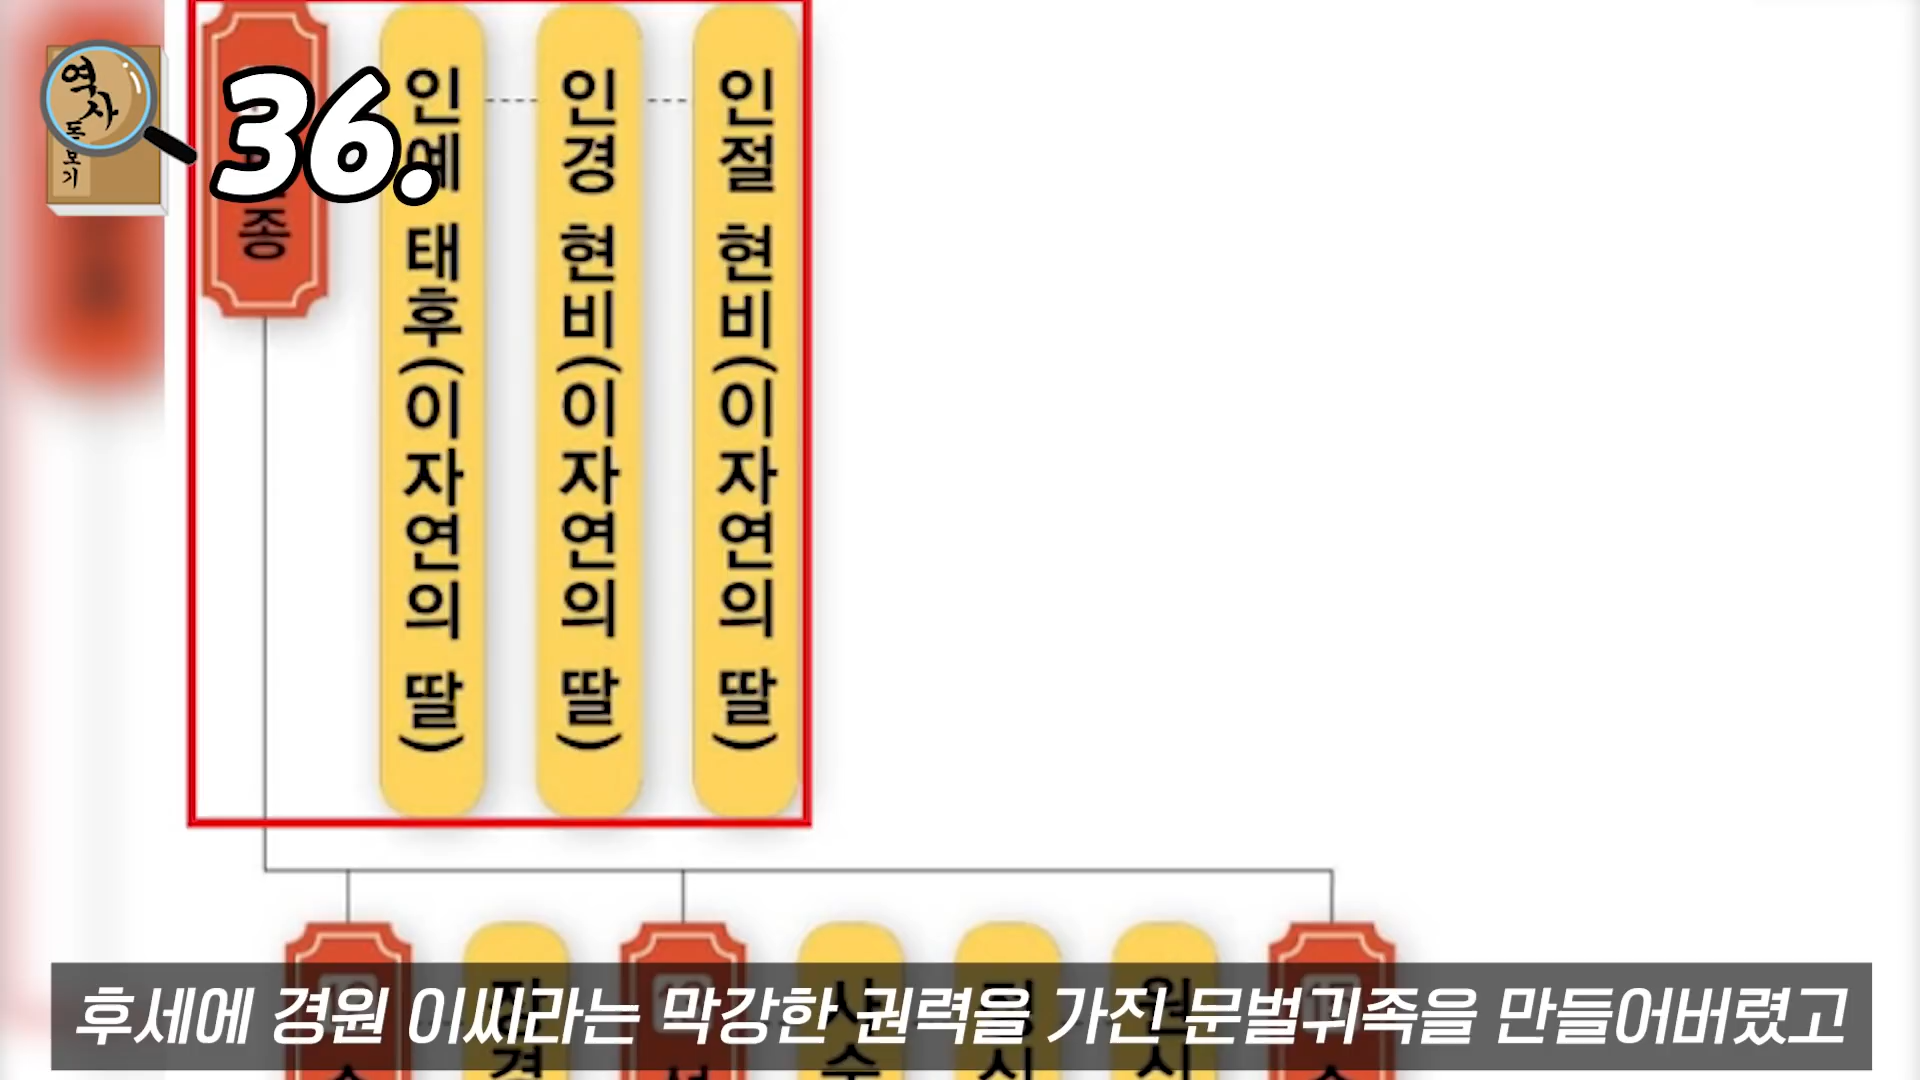 역사
돋보기
36.
종
인예 태후(이자연의 딸)
인경 현비(이자연의 딸)
인절 현비(이자연의 딸)
후세에 경원 이씨라는 막강한 권력을 가진 문벌귀족을 만들어버렸고